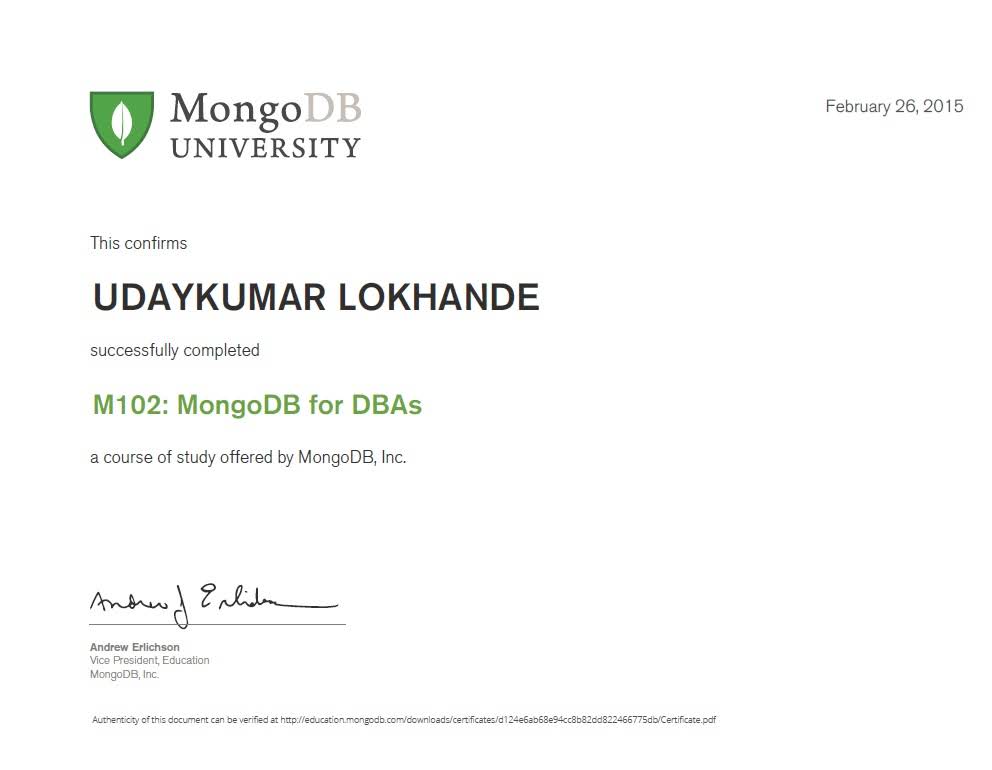 MongoDB
UNIVERSITY
February 26, 2015
This confirms
UDAYKUMAR LOKHANDE
successfully completed
M102: MongoDB for DBAs
a course of study offered by MongoDB, Inc.
Andrew J Erlichson
Andrew Erlichson
Vice President, Education
MongoDB, Inc.
Authenticity of this document can be verified at http://education.mongodb.com/downloads/certificates/d124e6ab68e94cc8b82dd822466775db/Certificate.pdf